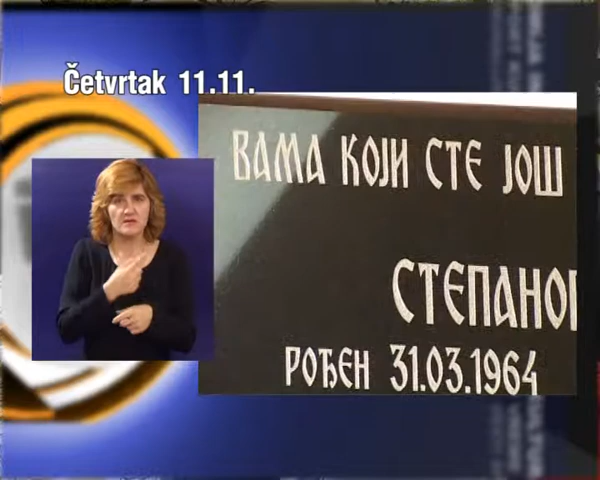 Četvrtak 11.11.
ВАМА КОЈИ СТЕ ЈОШ
СТЕПАНО
РОЂЕН 31.03.1964